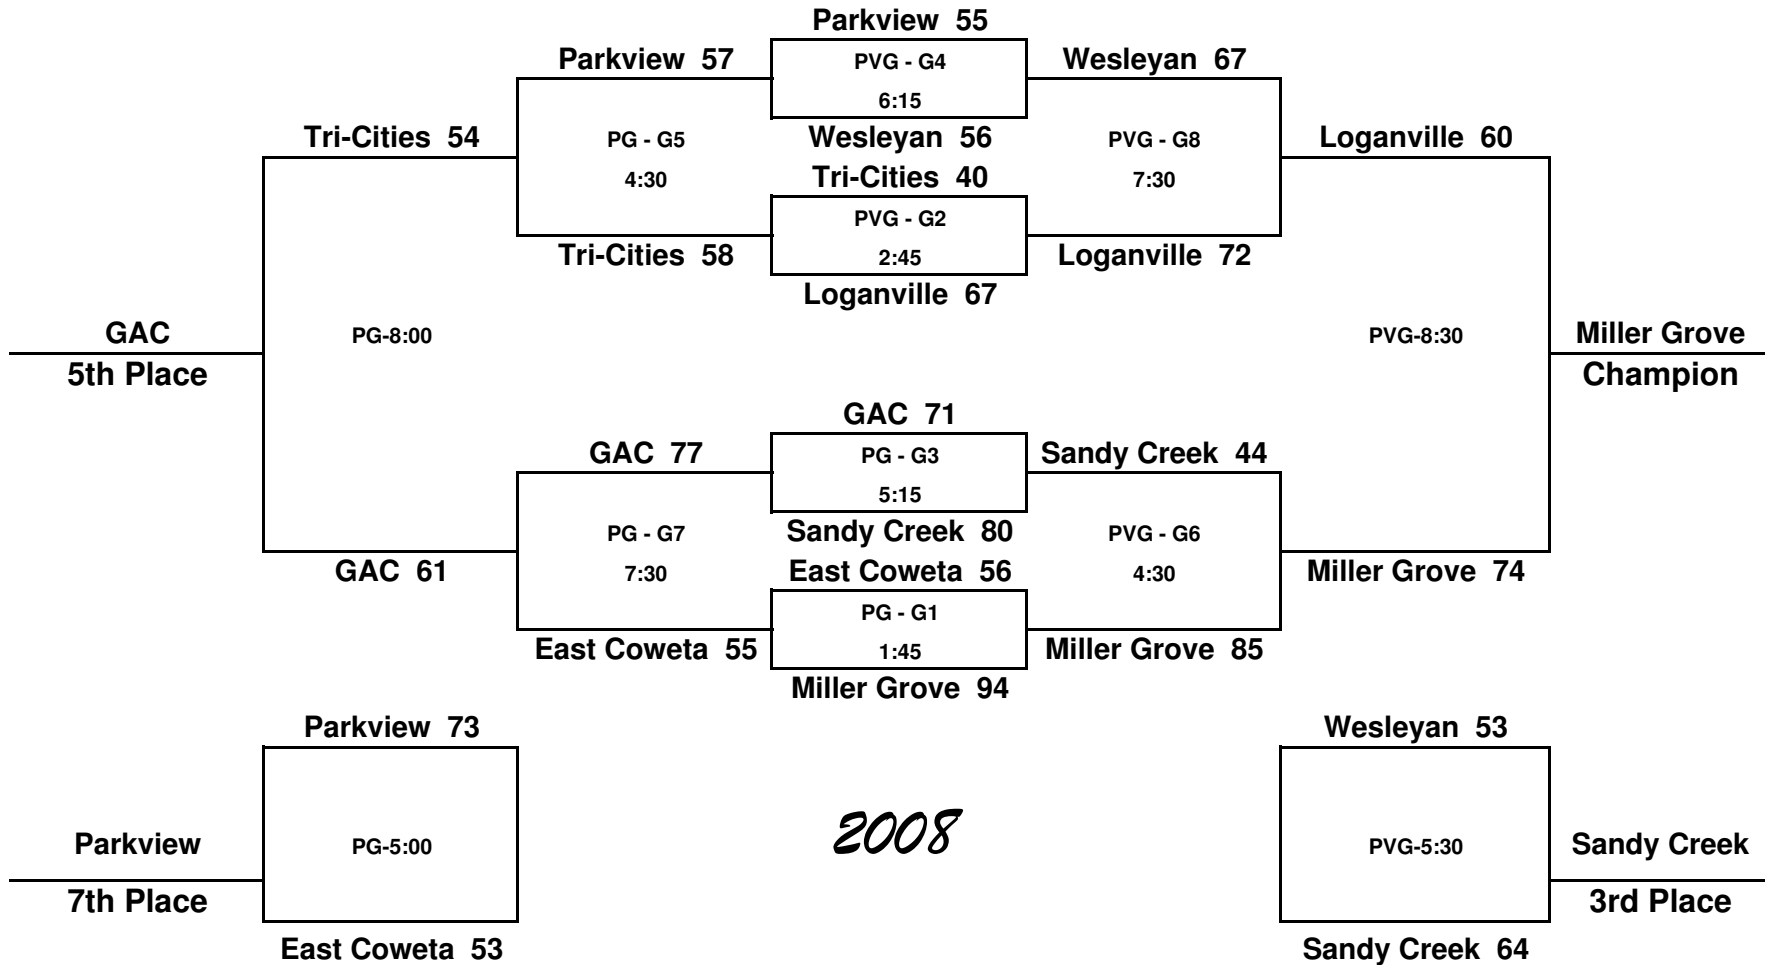 Parkview 55
Parkview 57
PVG - G4
Wesleyan 67
6:15
Tri-Cities 54
PG - G5
Wesleyan 56
PVG - G8
Loganville 60
4:30
Tri-Cities 40
7:30
PVG - G2
Tri-Cities 58
2:45
Loganville 72
Loganville 67
GAC
PG-8:00
PVG-8:30
Miller Grove
5th Place
Champion
GAC 71
GAC 77
PG - G3
Sandy Creek 44
5:15
PG - G7
Sandy Creek 80
PVG - G6
GAC 61
7:30
East Coweta 56
4:30
Miller Grove 74
PG - G1
East Coweta 55
1:45
Miller Grove 85
Miller Grove 94
Parkview 73
Wesleyan 53
2008
Parkview
PG-5:00
PVG-5:30
Sandy Creek
7th Place
3rd Place
East Coweta 53
Sandy Creek 64